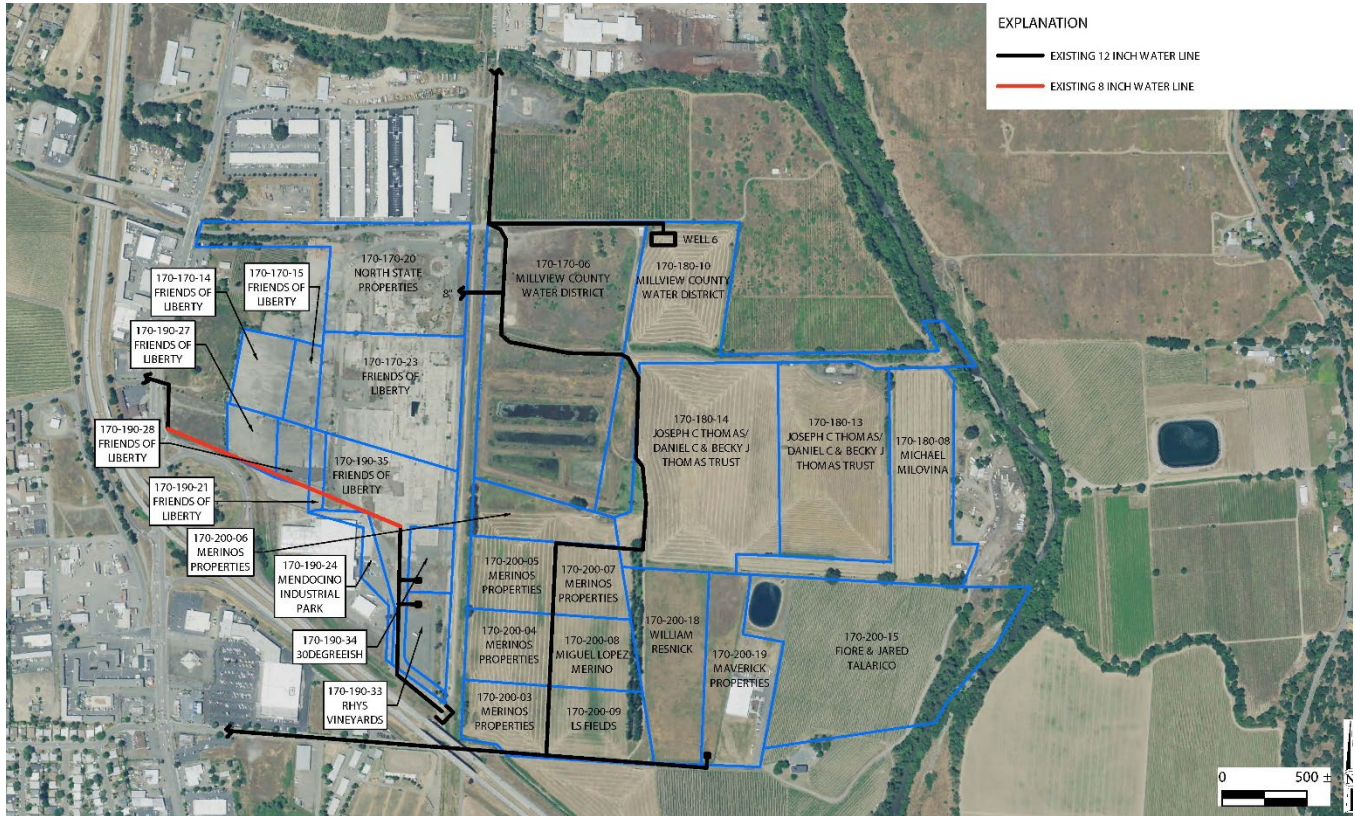 EXPLANATION
EXISTING 12 INCH WATER LINE
EXISTING 8 INCH WATER LINE
WELL 6
170-170-20
NORTH STATE
PROPERTIES
170-170-06
MILLVIEW COUNTY
WATER DISTRICT
170-180-10
MILLVIEW COUNTY
WATER DISTRICT
170-170-14
FRIENDS OF
LIBERTY
170-170-15
FRIENDS OF
LIBERTY
8"
170-190-27
FRIENDS OF
LIBERTY
170-170-23
FRIENDS OF
LIBERTY
170-190-28
FRIENDS OF
LIBERTY
170-180-14
JOSEPH C THOMAS/
DANIEL C & BECKY J
THOMAS TRUST
170-180-13
JOSEPH C THOMAS/
DANIEL C & BECKY J
THOMAS TRUST
170-180-08
MICHAEL
MILOVINA
170-190-35
FRIENDS OF
LIBERTY
170-190-21
FRIENDS OF
LIBERTY
170-200-06
MERINOS
PROPERTIES
170-190-24
MENDOCINO
INDUSTRIAL
PARK
170-200-05
MERINOS
PROPERTIES
170-200-07
MERINOS
PROPERTIES
170-190-34
30DEGREEISH
170-200-04
MERINOS
PROPERTIES
170-200-08
MIGUEL LOPEZ
MERINO
170-200-18
WILLIAM
RESNICK
170-200-19
MAVERICK
PROPERTIES
170-200-15
FIORE & JARED
TALARICO
170-190-33
RHYS
VINEYARDS
170-200-03
MERINOS
PROPERTIES
170-200-09
LS FIELDS
0 500 ±
N